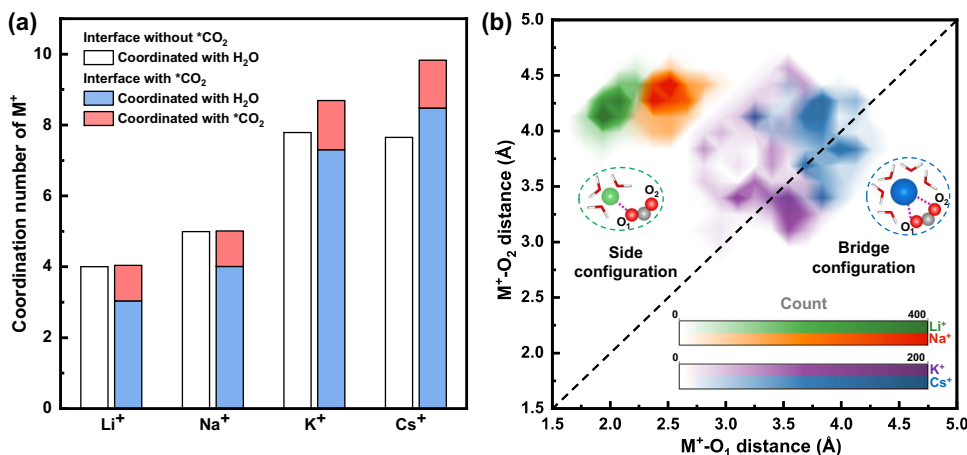 (a)
Interface without *CO₂
Coordinated with H₂O
Interface with *CO₂
Coordinated with H₂O
Coordinated with *CO₂
Coordination number of M⁺
10
8
6
4
2
0
Li⁺ Na⁺ K⁺ Cs⁺
(b)
M⁺-O₂ distance (Å)
5.0
4.5
4.0
3.5
3.0
2.5
2.0
1.5
O₂
O₁
Side
configuration
O₂
O₁
Bridge
configuration
Count
0 400
Li⁺
Na⁺
0 200
K⁺
Cs⁺
1.5 2.0 2.5 3.0 3.5 4.0 4.5 5.0
M⁺-O₁ distance (Å)